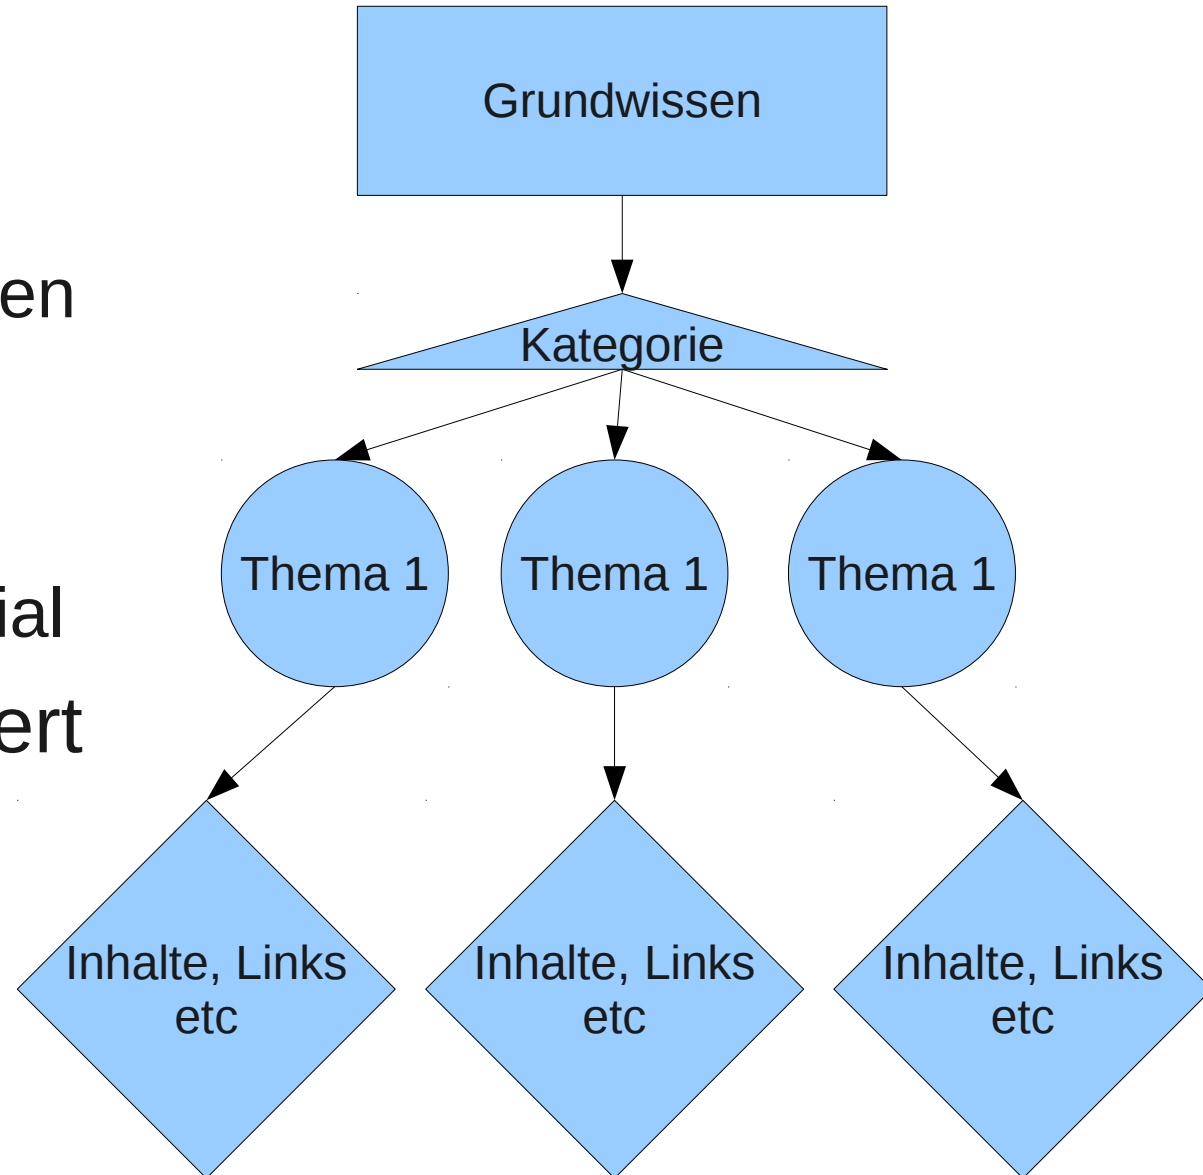 Grundwissen
en
Kategorie
Thema 1
Thema 1
Thema 1
ial
ert
Inhalte, Links
etc
Inhalte, Links
etc
Inhalte, Links
etc